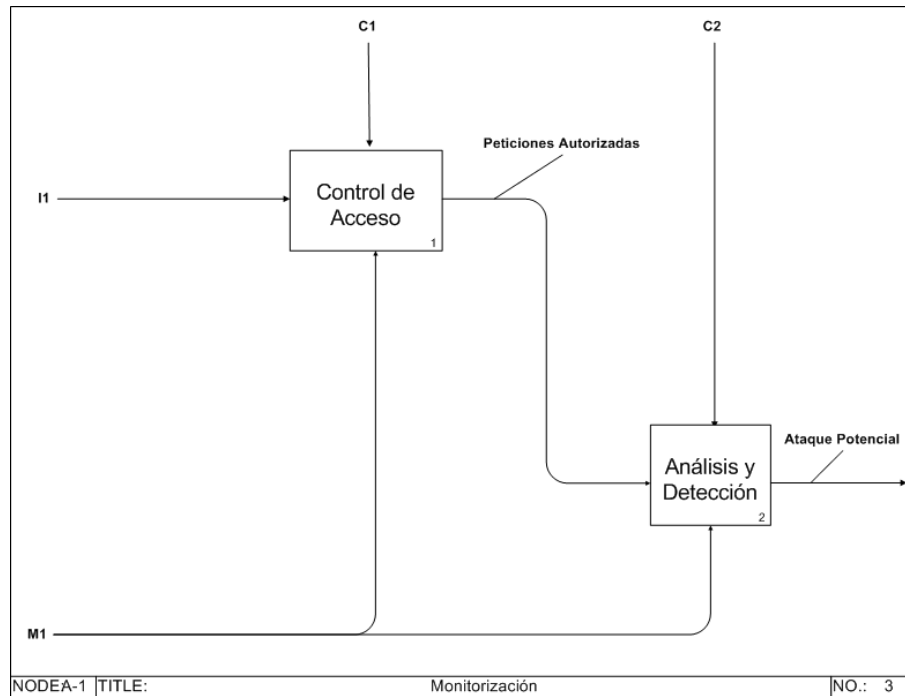 C1
C2
Peticiones Autorizadas
I1
Control de
Acceso
1
Ataque Potencial
Análisis y
Detección
2
M1
NODE:A-1 TITLE: Monitorización NO.: 3